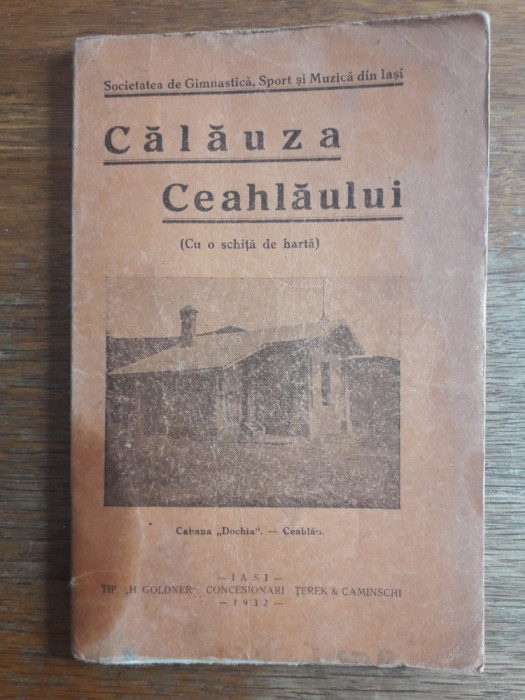 Societatea de Gimnastică, Sport și Muzică din Iași
Călăuza
Ceahlăului
(Cu o schiță de hartă)
Cabana „Dochia“. — Ceahlău.
— IASI —
TIP. „H GOLDNER“, CONCESIONARI ȚEREK & CAMINSCHI
— 1932 —